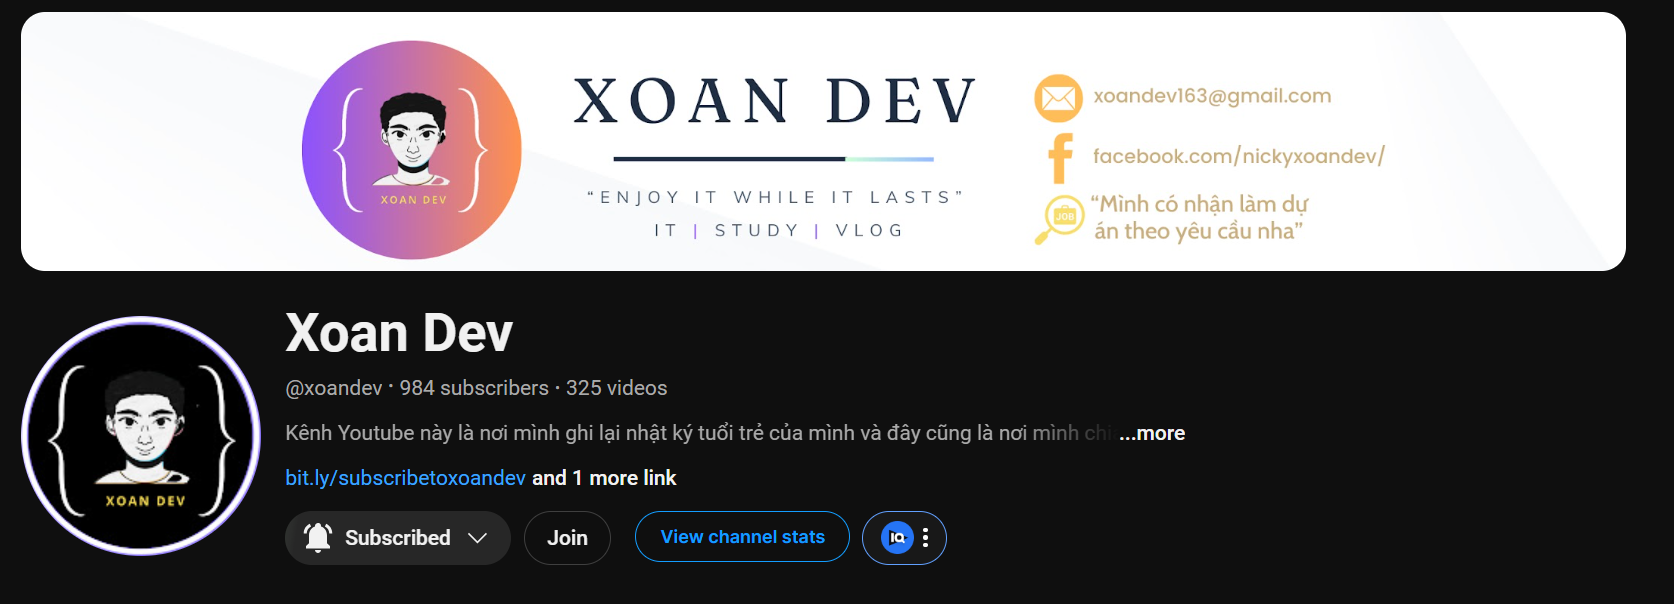 XOAN DEV
XOAN DEV
“ENJOY IT WHILE IT LASTS”
IT | STUDY | VLOG
xoandev163@gmail.com
facebook.com/nickyxoandev/
JOB
“Mình có nhận làm dự
án theo yêu cầu nha”
XOAN DEV
Xoan Dev
@xoandev · 984 subscribers · 325 videos
Kênh Youtube này là nơi mình ghi lại nhật ký tuổi trẻ của mình và đây cũng là nơi mình ...more
bit.ly/subscribetoxoandev and 1 more link
Subscribed
Join
View channel stats
IQ